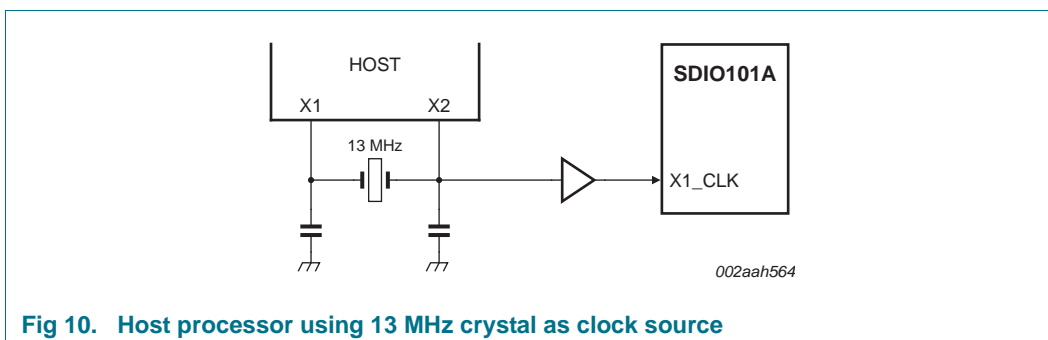 HOST
SDIO101A
X1
X2
13 MHz
X1_CLK
002aah564
Fig 10. Host processor using 13 MHz crystal as clock source